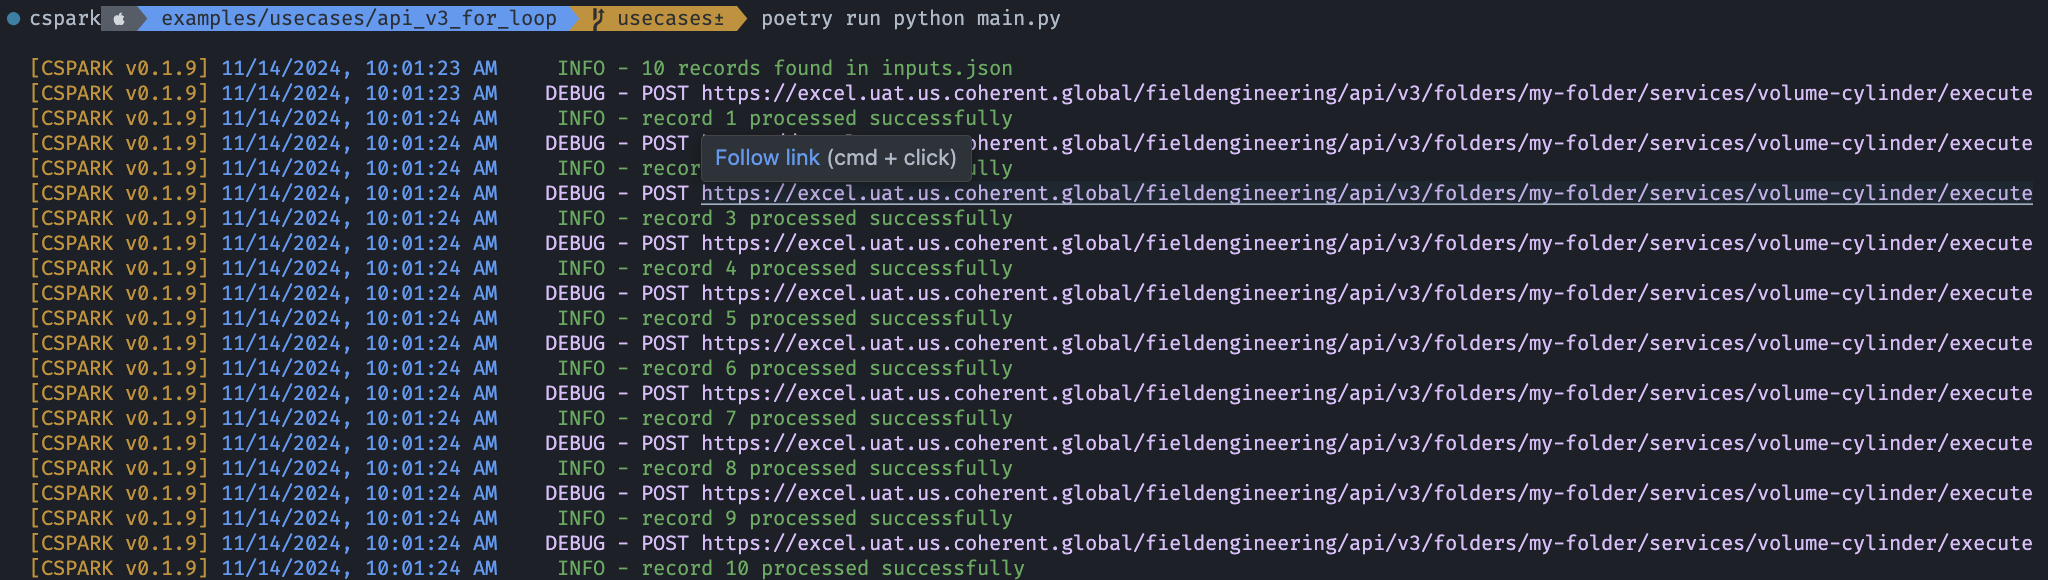 cspark examples/usecases/api_v3_for_loop usecases± poetry run python main.py
[CSPARK v0.1.9] 11/14/2024, 10:01:23 AM INFO - 10 records found in inputs.json
[CSPARK v0.1.9] 11/14/2024, 10:01:23 AM DEBUG - POST https://excel.uat.us.coherent.global/fieldengineering/api/v3/folders/my-folder/services/volume-cylinder/execute
[CSPARK v0.1.9] 11/14/2024, 10:01:24 AM INFO - record 1 processed successfully
[CSPARK v0.1.9] 11/14/2024, 10:01:24 AM DEBUG - POST oherent.global/fieldengineering/api/v3/folders/my-folder/services/volume-cylinder/execute
Follow link (cmd + click)
[CSPARK v0.1.9] 11/14/2024, 10:01:24 AM INFO - recor ully
[CSPARK v0.1.9] 11/14/2024, 10:01:24 AM DEBUG - POST https://excel.uat.us.coherent.global/fieldengineering/api/v3/folders/my-folder/services/volume-cylinder/execute
[CSPARK v0.1.9] 11/14/2024, 10:01:24 AM INFO - record 3 processed successfully
[CSPARK v0.1.9] 11/14/2024, 10:01:24 AM DEBUG - POST https://excel.uat.us.coherent.global/fieldengineering/api/v3/folders/my-folder/services/volume-cylinder/execute
[CSPARK v0.1.9] 11/14/2024, 10:01:24 AM INFO - record 4 processed successfully
[CSPARK v0.1.9] 11/14/2024, 10:01:24 AM DEBUG - POST https://excel.uat.us.coherent.global/fieldengineering/api/v3/folders/my-folder/services/volume-cylinder/execute
[CSPARK v0.1.9] 11/14/2024, 10:01:24 AM INFO - record 5 processed successfully
[CSPARK v0.1.9] 11/14/2024, 10:01:24 AM DEBUG - POST https://excel.uat.us.coherent.global/fieldengineering/api/v3/folders/my-folder/services/volume-cylinder/execute
[CSPARK v0.1.9] 11/14/2024, 10:01:24 AM INFO - record 6 processed successfully
[CSPARK v0.1.9] 11/14/2024, 10:01:24 AM DEBUG - POST https://excel.uat.us.coherent.global/fieldengineering/api/v3/folders/my-folder/services/volume-cylinder/execute
[CSPARK v0.1.9] 11/14/2024, 10:01:24 AM INFO - record 7 processed successfully
[CSPARK v0.1.9] 11/14/2024, 10:01:24 AM DEBUG - POST https://excel.uat.us.coherent.global/fieldengineering/api/v3/folders/my-folder/services/volume-cylinder/execute
[CSPARK v0.1.9] 11/14/2024, 10:01:24 AM INFO - record 8 processed successfully
[CSPARK v0.1.9] 11/14/2024, 10:01:24 AM DEBUG - POST https://excel.uat.us.coherent.global/fieldengineering/api/v3/folders/my-folder/services/volume-cylinder/execute
[CSPARK v0.1.9] 11/14/2024, 10:01:24 AM INFO - record 9 processed successfully
[CSPARK v0.1.9] 11/14/2024, 10:01:24 AM DEBUG - POST https://excel.uat.us.coherent.global/fieldengineering/api/v3/folders/my-folder/services/volume-cylinder/execute
[CSPARK v0.1.9] 11/14/2024, 10:01:24 AM INFO - record 10 processed successfully